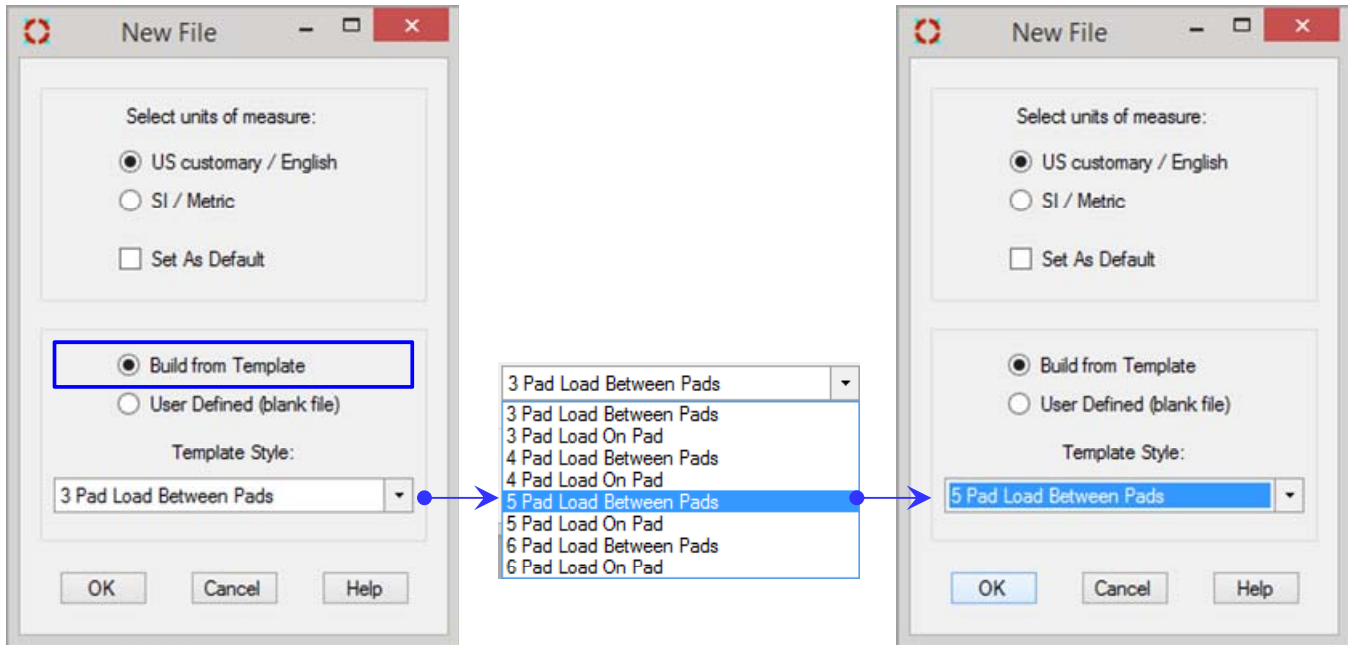 New File
Select units of measure:
US customary / English
SI / Metric
Set As Default
Build from Template
User Defined (blank file)
Template Style:
3 Pad Load Between Pads
OK Cancel Help
3 Pad Load Between Pads
3 Pad Load Between Pads
3 Pad Load On Pad
4 Pad Load Between Pads
4 Pad Load On Pad
5 Pad Load Between Pads
5 Pad Load On Pad
6 Pad Load Between Pads
6 Pad Load On Pad
New File
Select units of measure:
US customary / English
SI / Metric
Set As Default
Build from Template
User Defined (blank file)
Template Style:
5 Pad Load Between Pads
OK Cancel Help